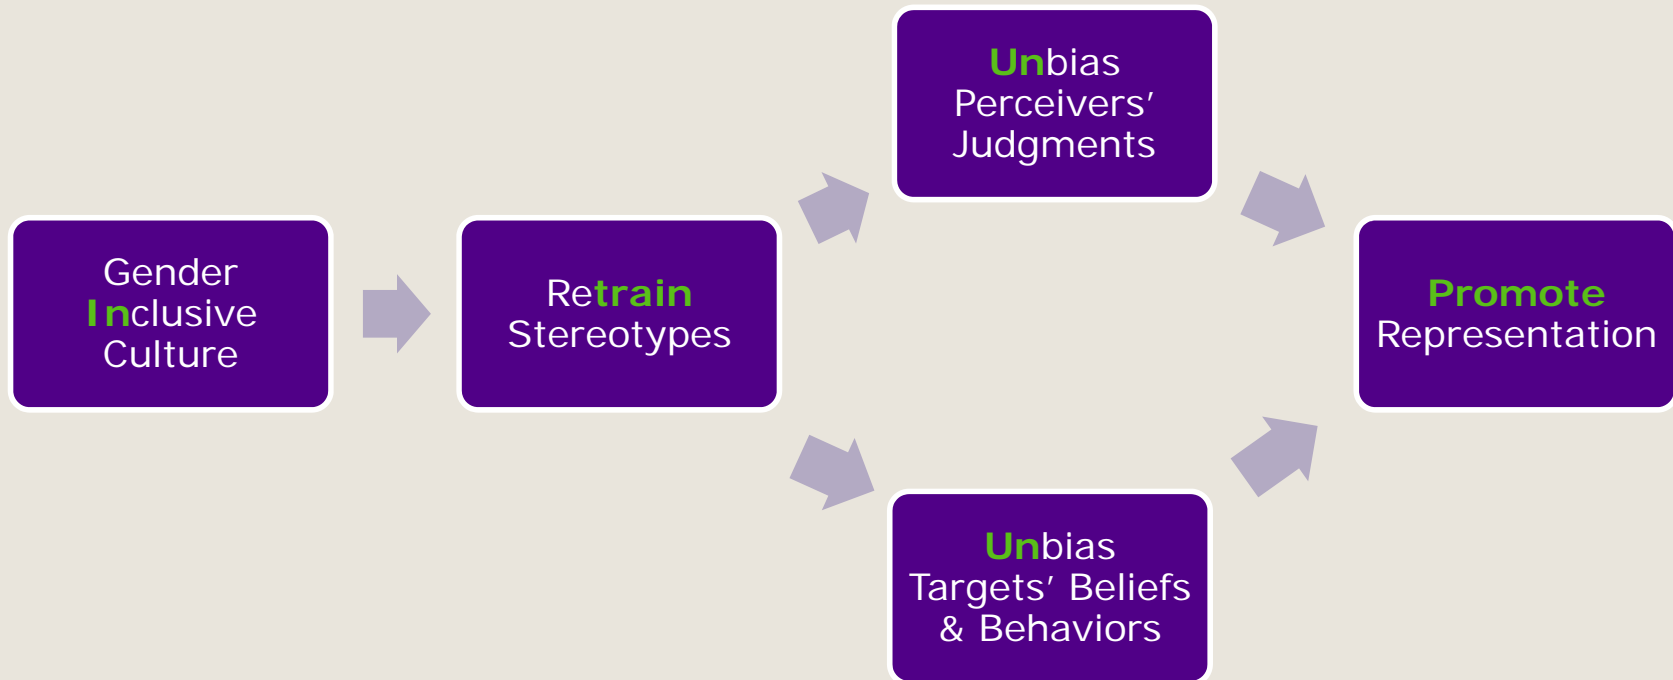 Gender
Inclusive
Culture
Retrain
Stereotypes
Unbias
Perceivers’
Judgments
Unbias
Targets’ Beliefs
& Behaviors
Promote
Representation